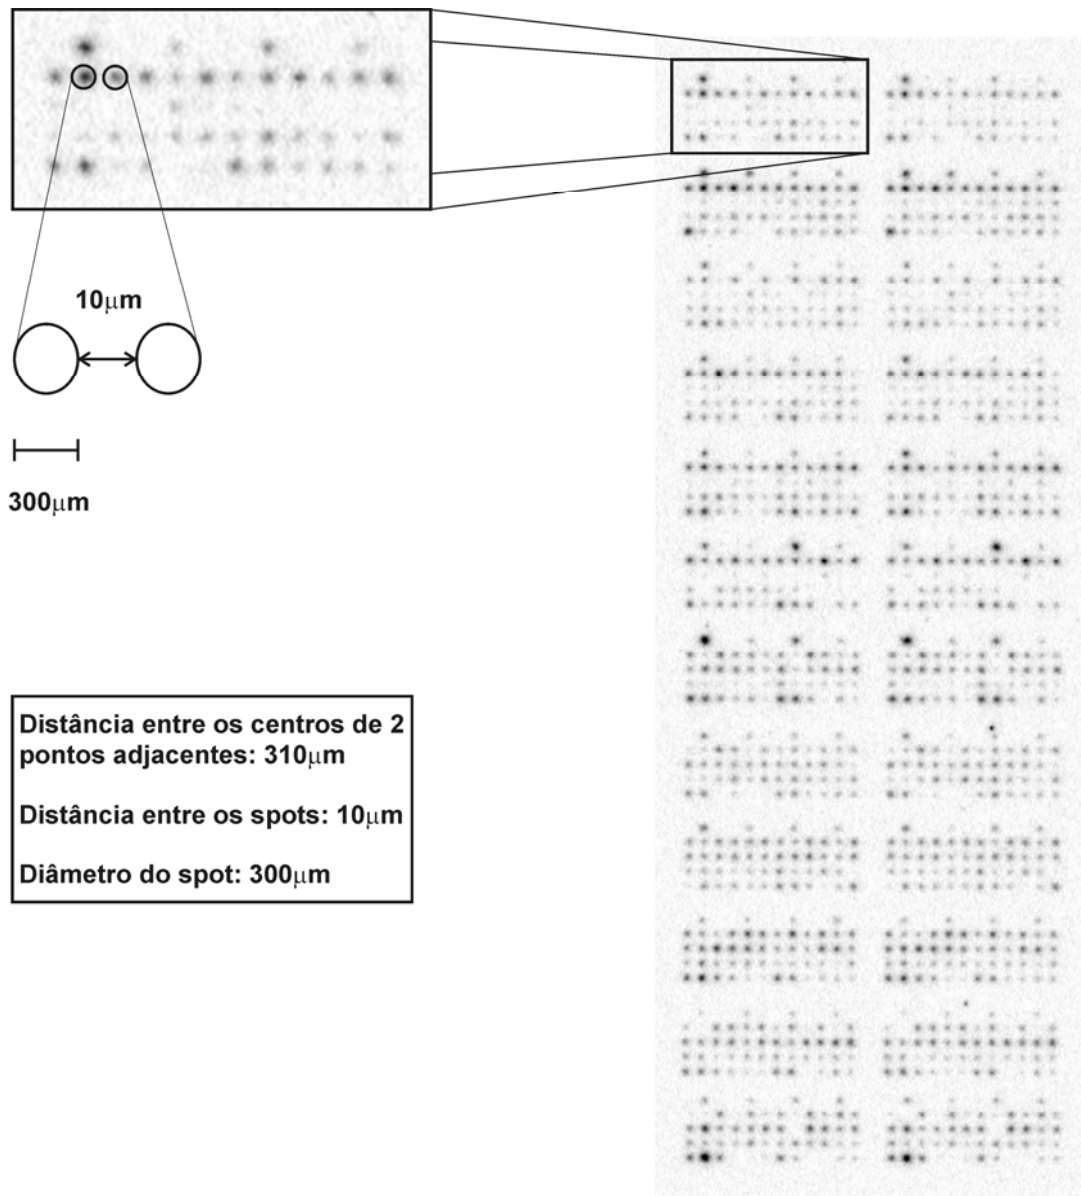 10μm
300μm
Distância entre os centros de 2
pontos adjacentes: 310μm
Distância entre os spots: 10μm
Diâmetro do spot: 300μm